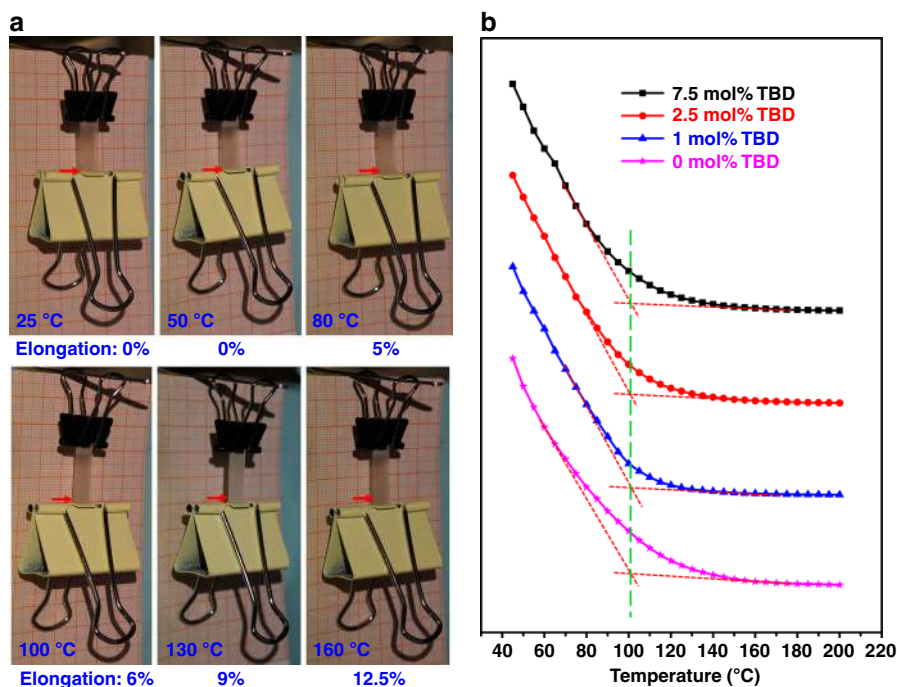 a
25 °C
50 °C
80 °C
Elongation: 0%
0%
5%
100 °C
130 °C
160 °C
Elongation: 6%
9%
12.5%
b
7.5 mol% TBD
2.5 mol% TBD
1 mol% TBD
0 mol% TBD
40 60 80 100 120 140 160 180 200 220
Temperature (°C)